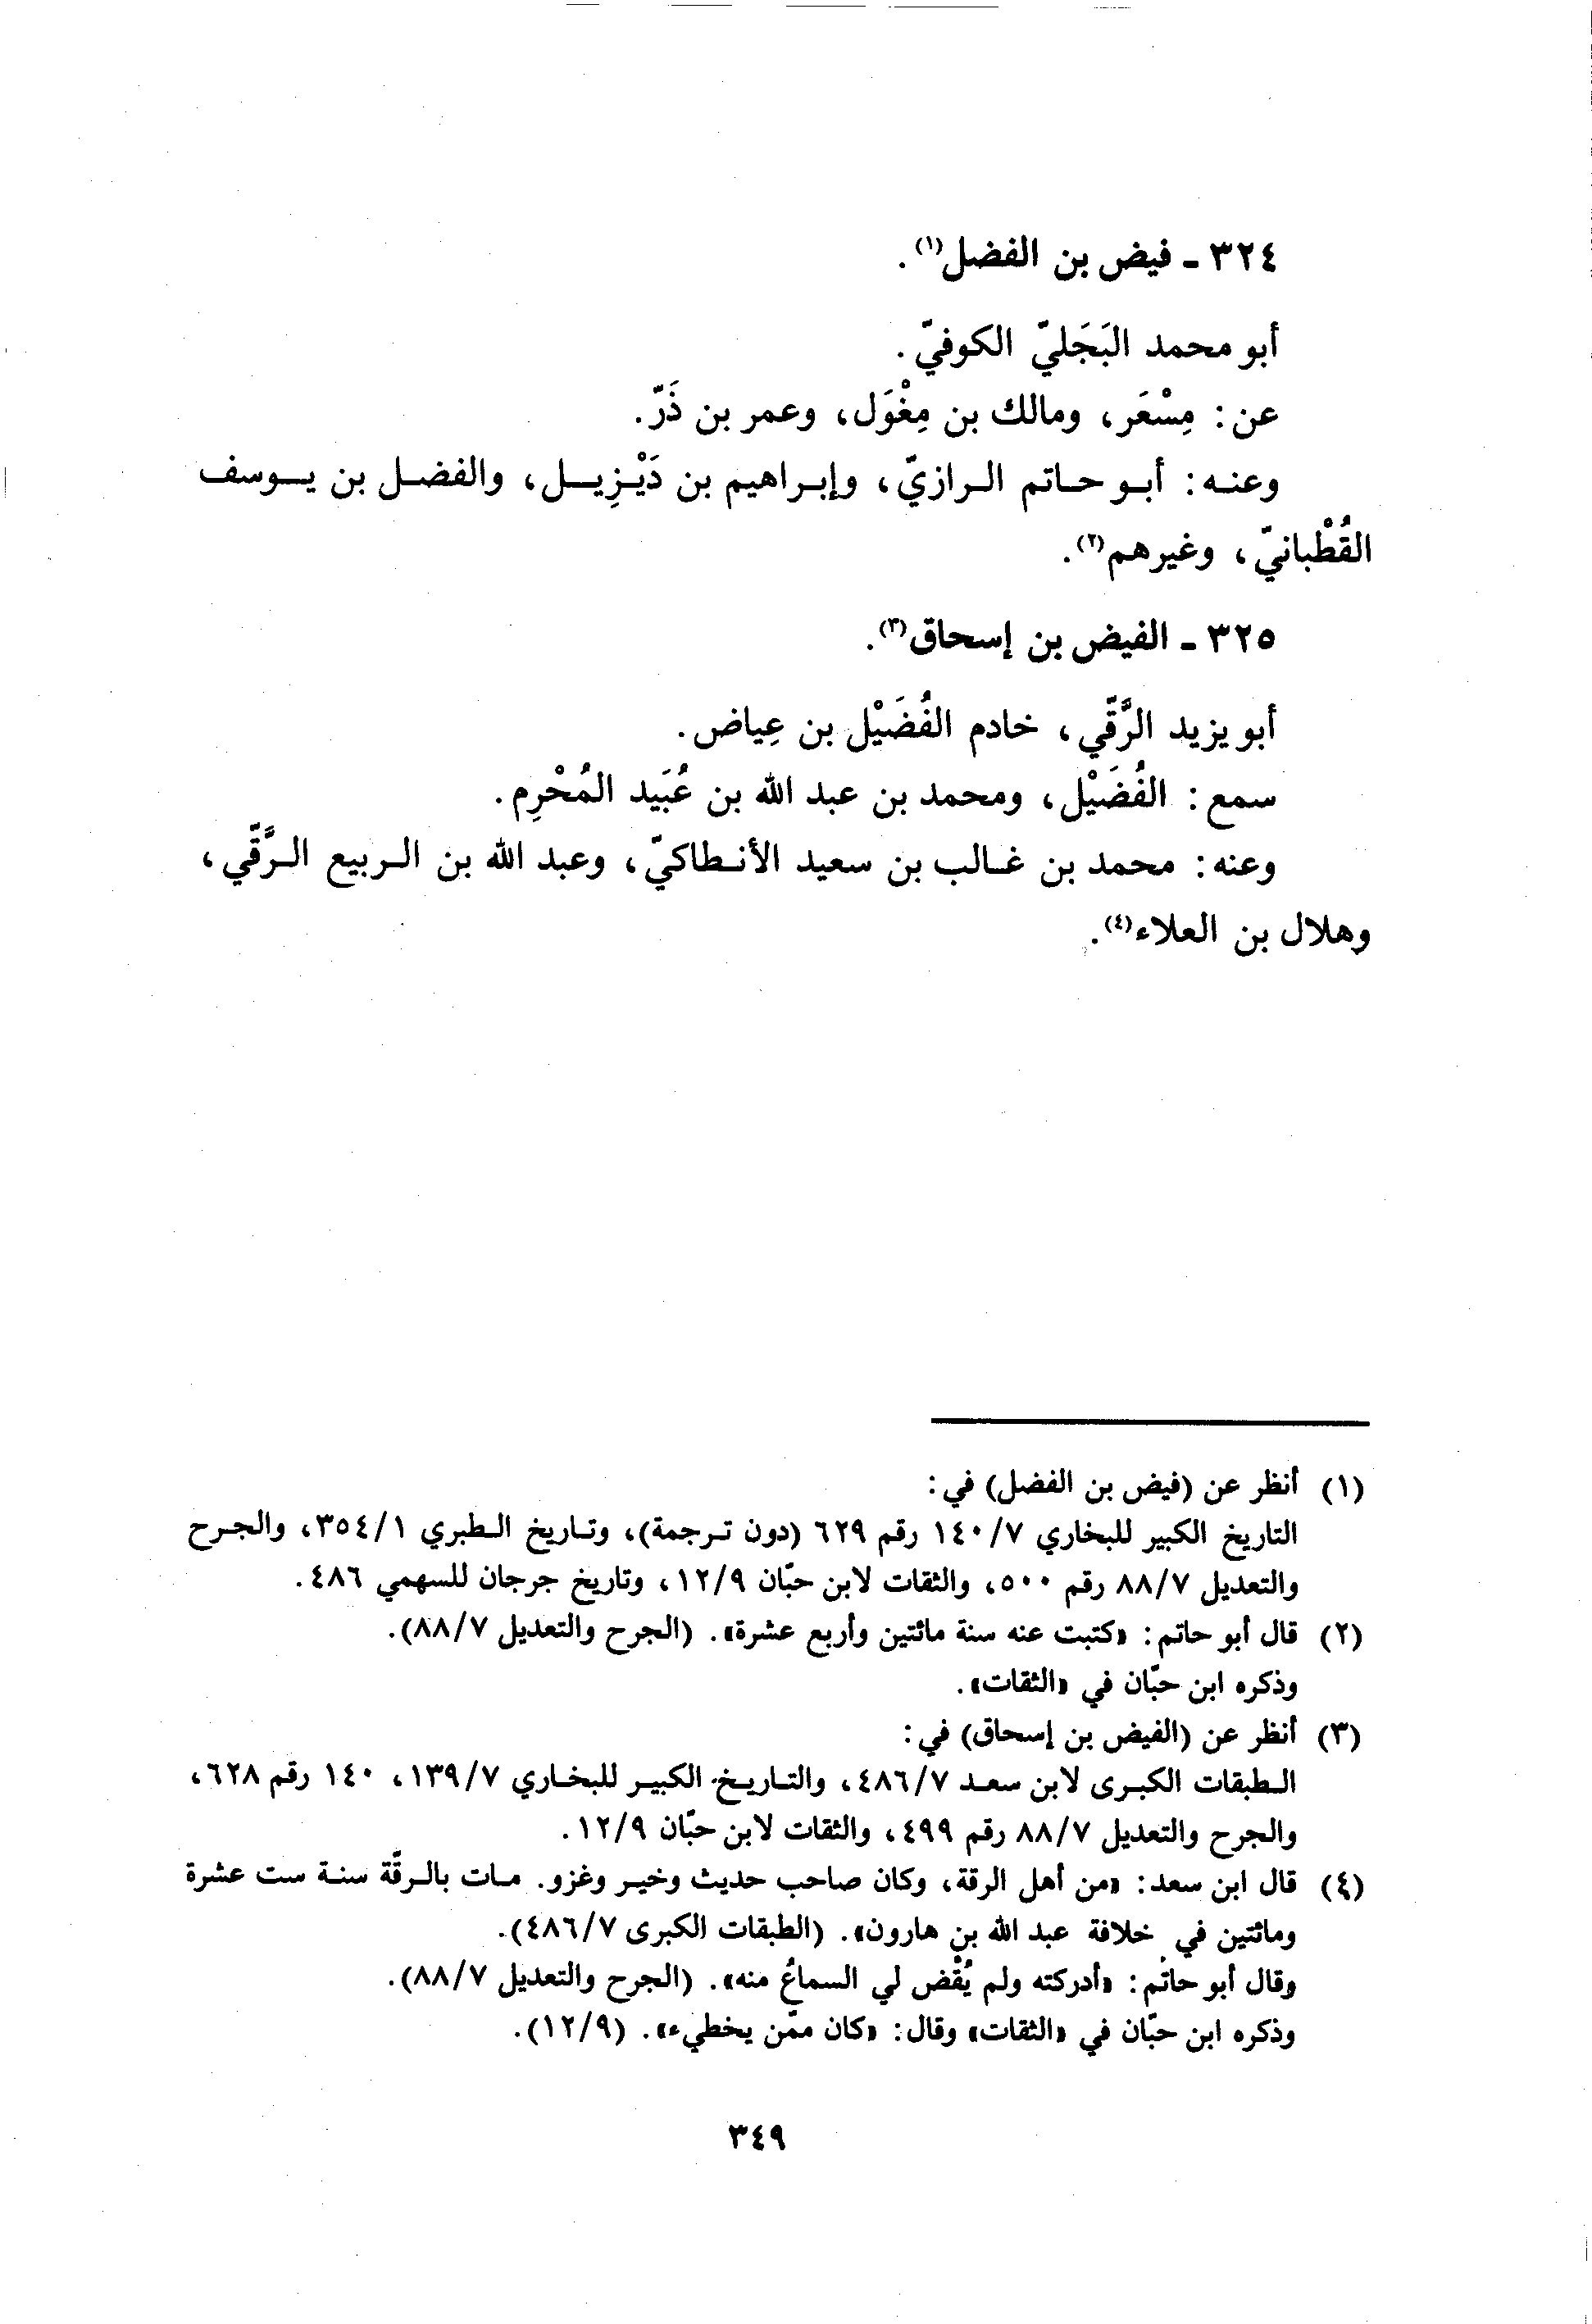 ٣٢٤ ـ فيض بن الفضل(١).
أبو محمد البَجَليّ الكوفيّ.
عن: مِسْعَر، ومالك بن مِغْوَل، وعمر بن ذَرّ.
وعنه: أبو حاتم الرازيّ، وإبراهيم بن دَيْزِيل، والفضل بن يوسف
القُطْبانيّ، وغيرهم(٢).
٣٢٥ ـ الفيض بن إسحاق(٣).
أبو يزيد الرَّقّي، خادم الفُضَيْل بن عِياض.
سمع: الفُضَيْل، ومحمد بن عبد الله بن عُبَيد المُحْرِم.
وعنه: محمد بن غالب بن سعيد الأنطاكيّ، وعبد الله بن الربيع الرَّقّي،
وهلال بن العلاء(٤).
(١) أنظر عن (فيض بن الفضل) في:
التاريخ الكبير للبخاري ١٤٠/٧ رقم ٦٢٩ (دون ترجمة)، وتاريخ الطبري ٣٥٤/١، والجرح
والتعديل ٨٨/٧ رقم ٥٠٠، والثقات لابن حبّان ١٢/٩، وتاريخ جرجان للسهمي ٤٨٦.
(٢) قال أبو حاتم: «كتبت عنه سنة مائتين وأربع عشرة». (الجرح والتعديل ٨٨/٧).
وذكره ابن حبّان في «الثقات».
(٣) أنظر عن (الفيض بن إسحاق) في:
الطبقات الكبرى لابن سعد ٤٨٦/٧، والتاريخ الكبير للبخاري ١٣٩/٧، ١٤٠ رقم ٦٢٨،
والجرح والتعديل ٨٨/٧ رقم ٤٩٩، والثقات لابن حبّان ١٢/٩.
(٤) قال ابن سعد: «من أهل الرقة، وكان صاحب حديث وخير وغزو. مات بالرقّة سنة ست عشرة
ومائتين في خلافة عبد الله بن هارون». (الطبقات الكبرى ٤٨٦/٧).
وقال أبو حاتم: «أدركته ولم يُقْض لي السماعُ منه». (الجرح والتعديل ٨٨/٧).
وذكره ابن حبّان في «الثقات» وقال: «كان ممّن يخطيء». (١٢/٩).
٣٤٩